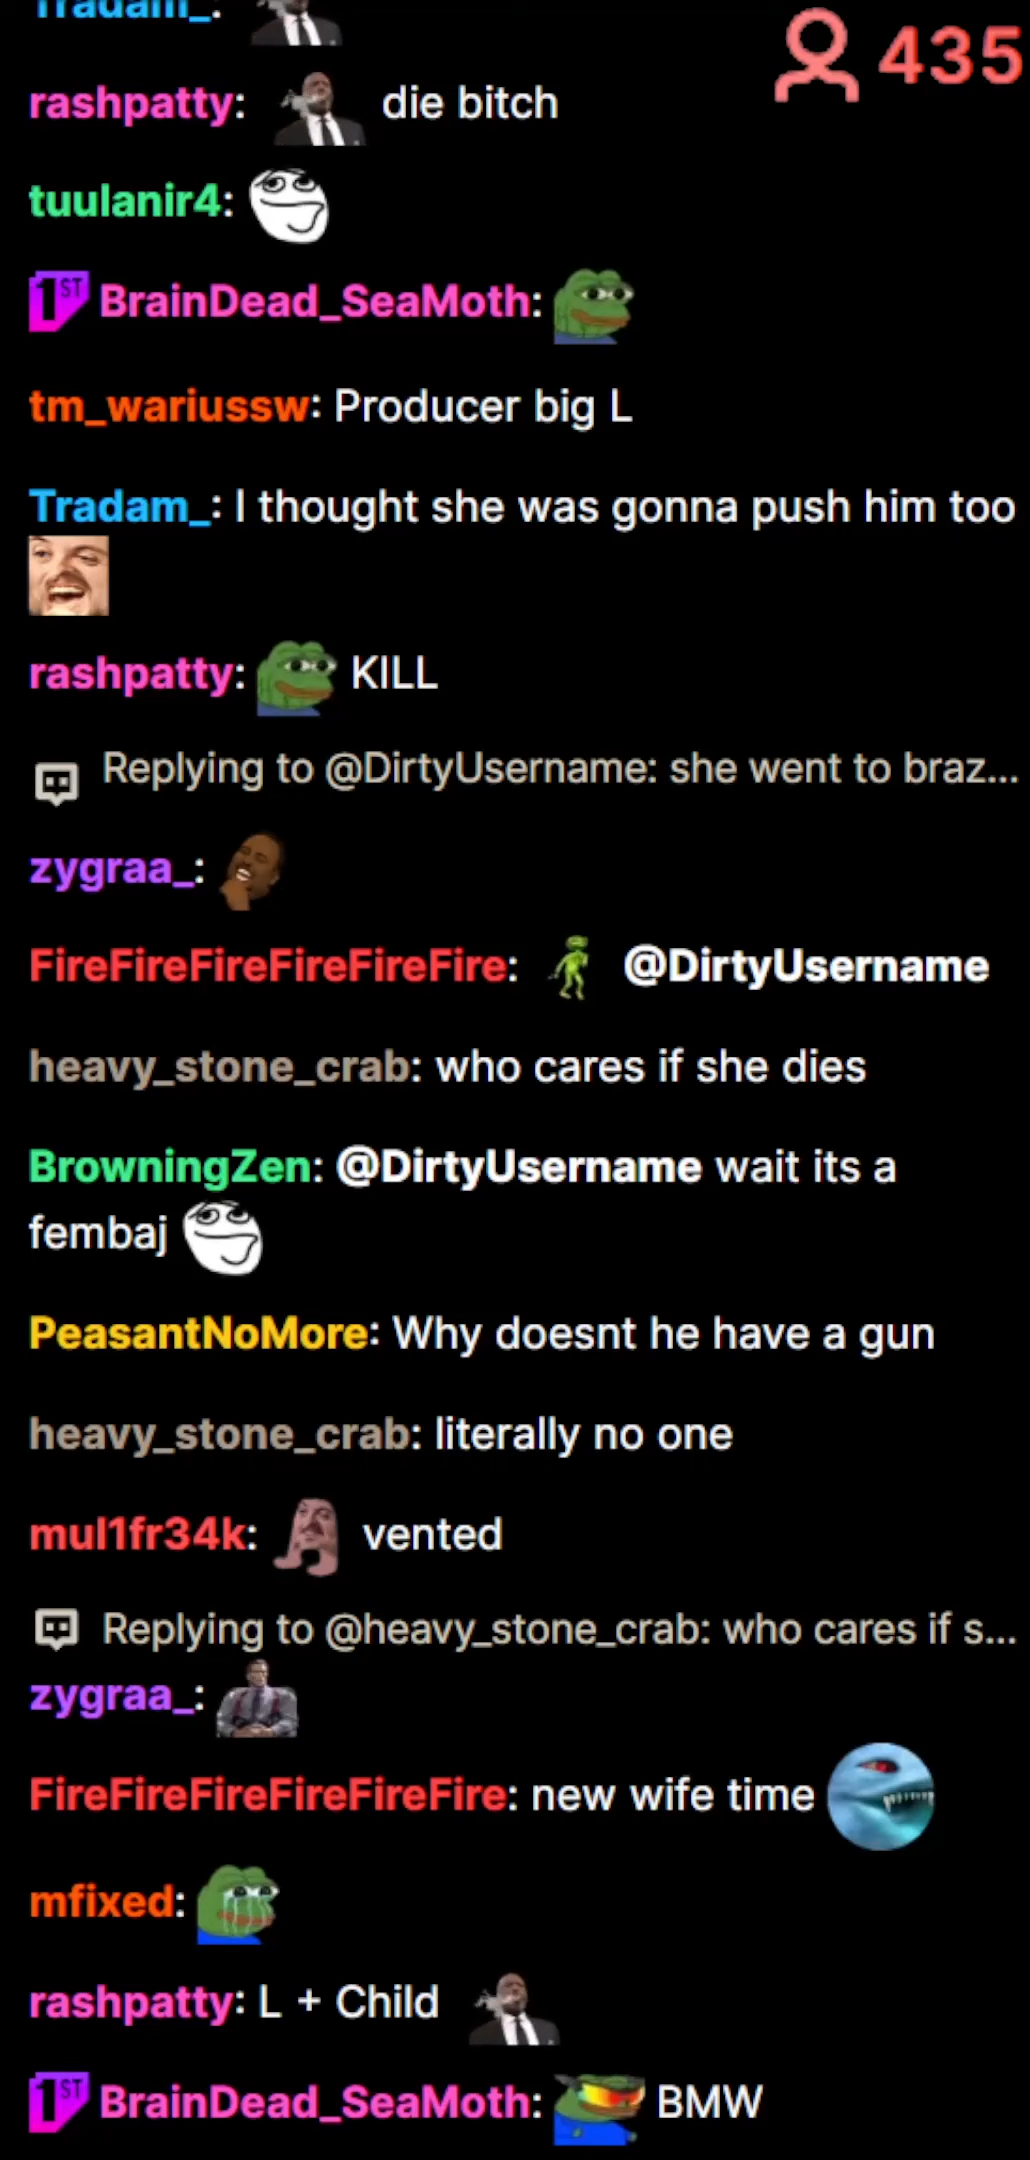 Tradam_:
435
rashpatty: die bitch
tuulanir4:
1ST BrainDead_SeaMoth:
tm_wariussw: Producer big L
Tradam_: I thought she was gonna push him too
rashpatty: KILL
Replying to @DirtyUsername: she went to braz...
zygraa_:
FireFireFireFireFireFire: @DirtyUsername
heavy_stone_crab: who cares if she dies
BrowningZen: @DirtyUsername wait its a
fembaj
PeasantNoMore: Why doesnt he have a gun
heavy_stone_crab: literally no one
mul1fr34k: vented
Replying to @heavy_stone_crab: who cares if s...
zygraa_:
FireFireFireFireFireFire: new wife time
mfixed:
rashpatty: L + Child
1ST BrainDead_SeaMoth: BMW